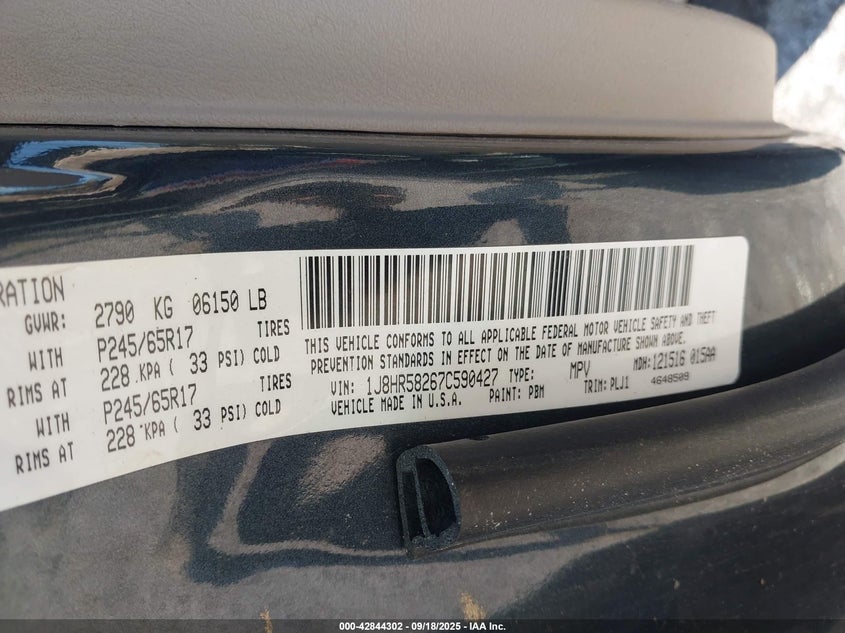 RATION
GVWR: 2790 KG 06150 LB
WITH P245/65R17 TIRES
RIMS AT 228 KPA ( 33 PSI) COLD
WITH P245/65R17 TIRES
RIMS AT 228 KPA ( 33 PSI) COLD
THIS VEHICLE CONFORMS TO ALL APPLICABLE FEDERAL MOTOR VEHICLE SAFETY AND THEFT
PREVENTION STANDARDS IN EFFECT ON THE DATE OF MANUFACTURE SHOWN ABOVE.
VIN: 1J8HR58267C590427 TYPE: MPV MDH: 121516 015AA
VEHICLE MADE IN U.S.A. PAINT: PBM TRIM: PLJ1 4648509
000-42844302 - 09/18/2025 - IAA Inc.